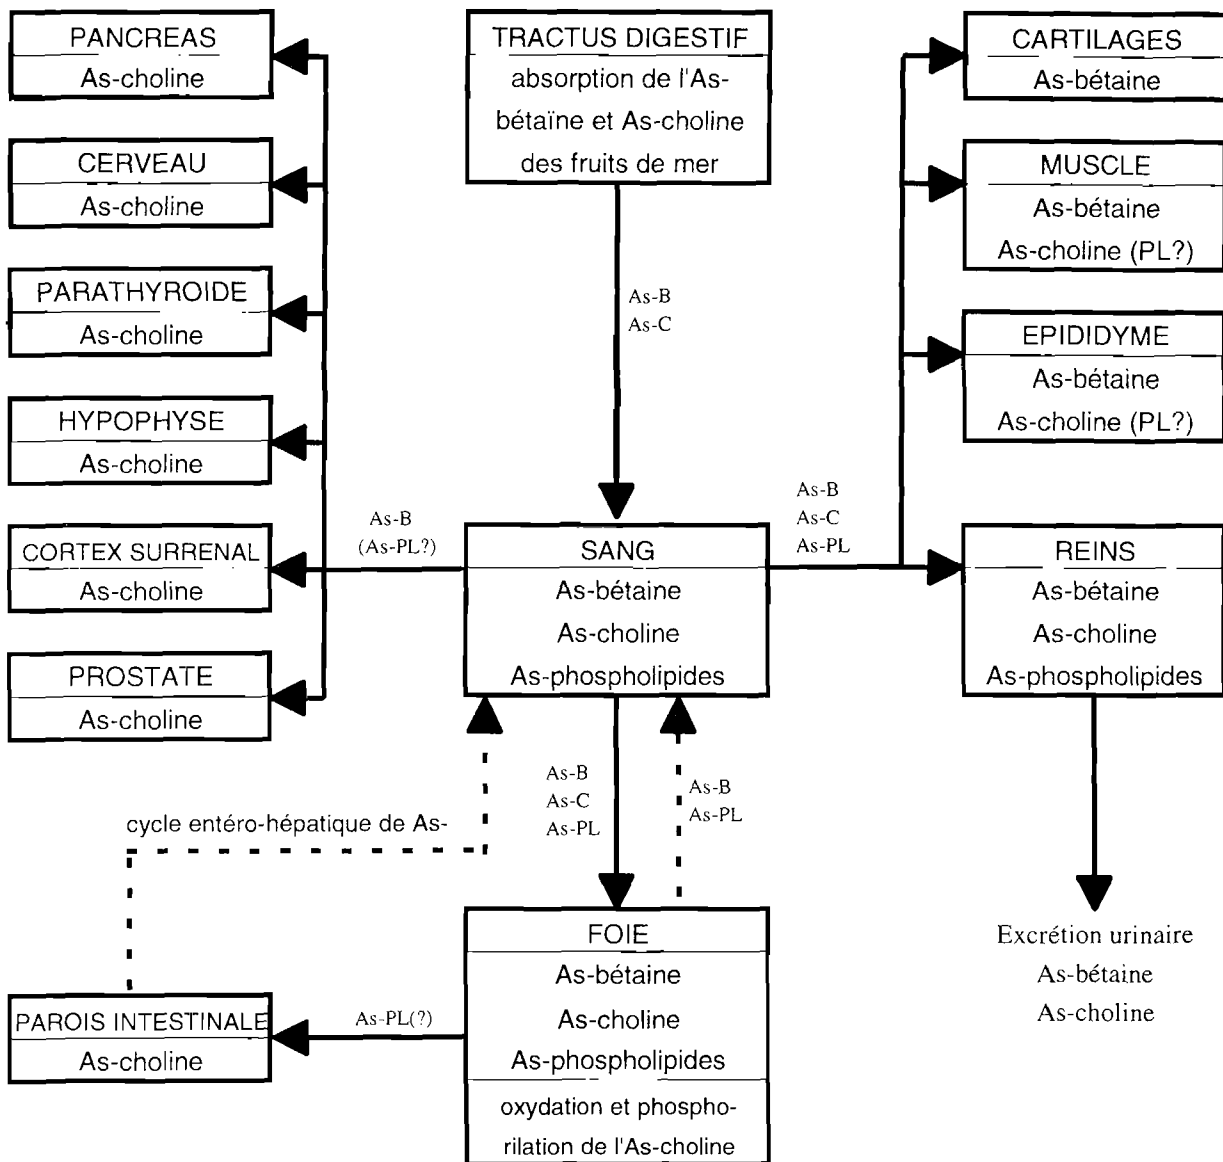 PANCREAS
As-choline
CERVEAU
As-choline
PARATHYROIDE
As-choline
HYPOPHYSE
As-choline
CORTEX SURRENAL
As-choline
PROSTATE
As-choline
TRACTUS DIGESTIF
absorption de l'As-
bétaïne et As-choline
des fruits de mer
As-B
As-C
CARTILAGES
As-bétaine
MUSCLE
As-bétaine
As-choline (PL?)
EPIDIDYME
As-bétaine
As-choline (PL?)
As-B
(As-PL?)
SANG
As-bétaine
As-choline
As-phospholipides
As-B
As-C
As-PL
REINS
As-bétaine
As-choline
As-phospholipides
cycle entéro-hépatique de As-
As-B
As-C
As-PL
As-B
As-PL
PAROIS INTESTINALE
As-choline
As-PL(?)
FOIE
As-bétaine
As-choline
As-phospholipides
oxydation et phospho-
rilation de l'As-choline
Excrétion urinaire
As-bétaine
As-choline